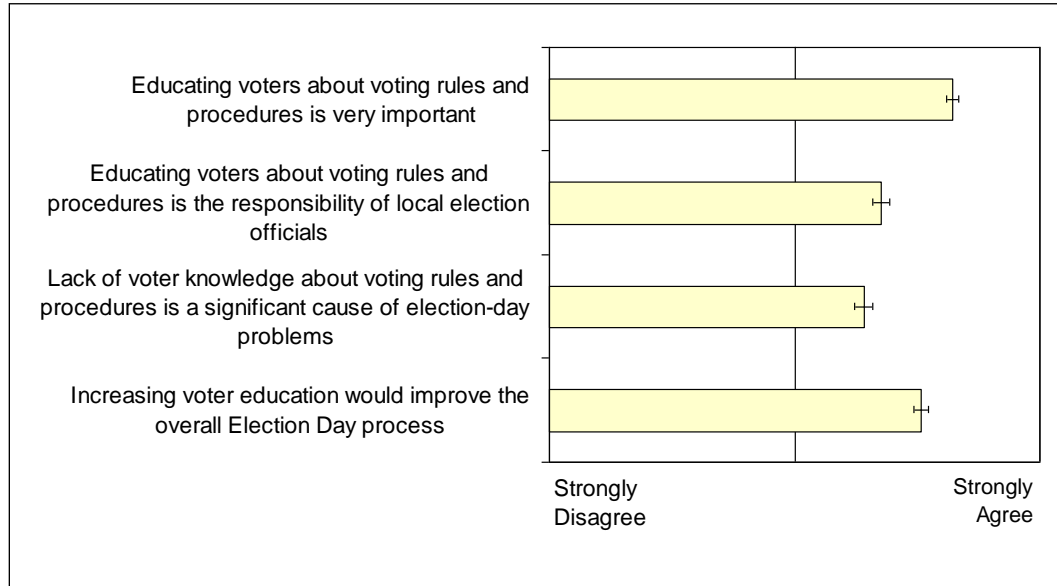 Educating voters about voting rules and
procedures is very important
Educating voters about voting rules and
procedures is the responsibility of local election
officials
Lack of voter knowledge about voting rules and
procedures is a significant cause of election-day
problems
Increasing voter education would improve the
overall Election Day process
Strongly
Disagree
Strongly
Agree